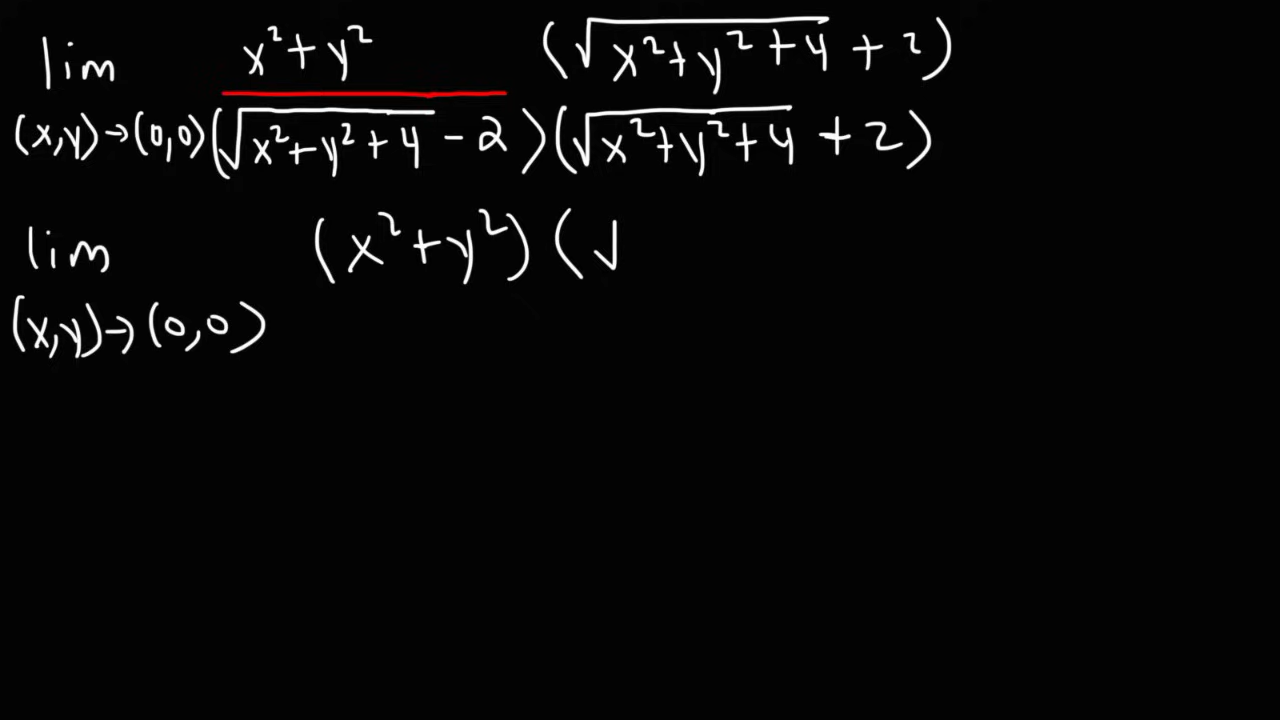 lim x²+y² (√x²+y²+4 + 2)
(x,y)→(0,0) (√x²+y²+4 - 2)(√x²+y²+4 + 2)
lim (x²+y²)(√
(x,y)→(0,0)